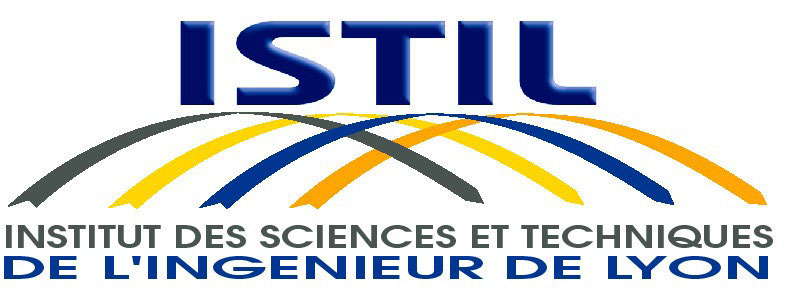 ISTIL
INSTITUT DES SCIENCES ET TECHNIQUES
DE L'INGENIEUR DE LYON